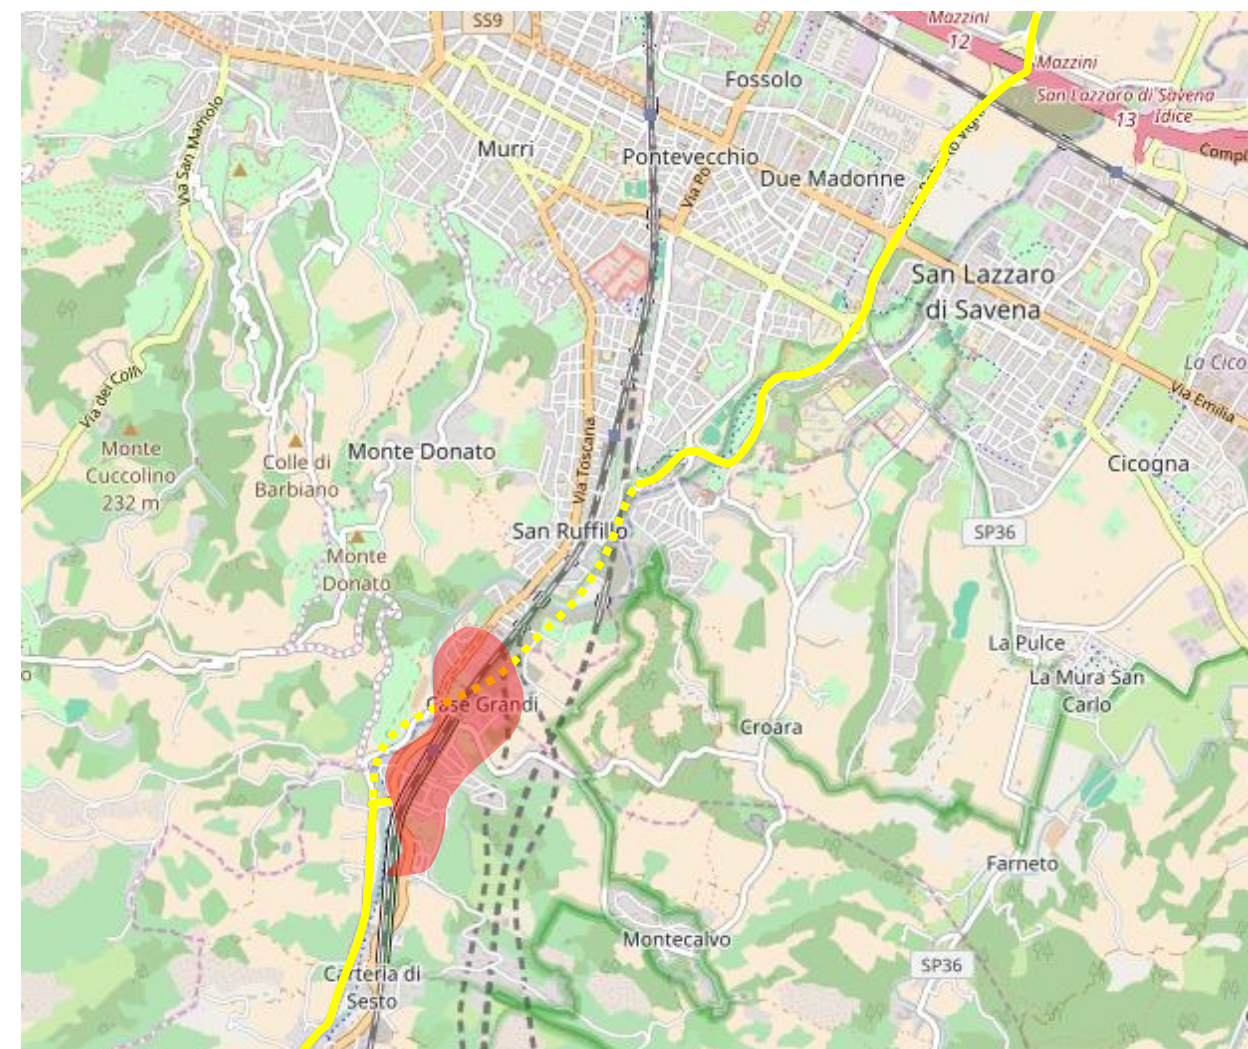 SS9
Mazzini
12
Fossolo
Mazzini
San Lazzaro di Savena
13
Idice
Via San Mamolo
Murri
Pontevecchio
Due Madonne
Via Po
San Lazzaro
di Savena
La Cico
Via Emilia
Via dei Colli
Monte
Cuccolino
232 m
Colle di
Barbiano
Monte Donato
Via Toscana
Cicogna
San Ruffillo
SP36
Monte
Donato
La Pulce
La Mura San
Carlo
Case Grandi
Croara
Farneto
Montecalvo
SP36
Carteria di
Sesto